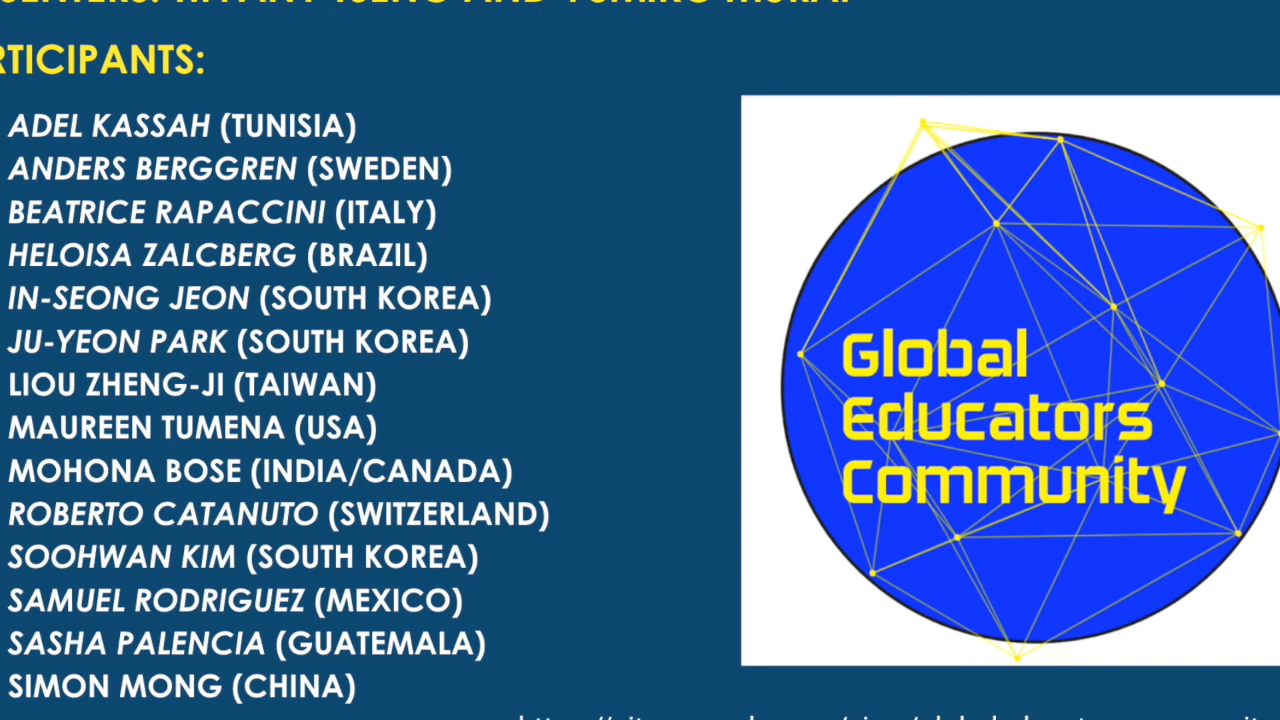 PARTICIPANTS:
ADEL KASSAH (TUNISIA)
ANDERS BERGGREN (SWEDEN)
BEATRICE RAPACCINI (ITALY)
HELOISA ZALCBERG (BRAZIL)
IN-SEONG JEON (SOUTH KOREA)
JU-YEON PARK (SOUTH KOREA)
LIOU ZHENG-JI (TAIWAN)
MAUREEN TUMENA (USA)
MOHONA BOSE (INDIA/CANADA)
ROBERTO CATANUTO (SWITZERLAND)
SOOHWAN KIM (SOUTH KOREA)
SAMUEL RODRIGUEZ (MEXICO)
SASHA PALENCIA (GUATEMALA)
SIMON MONG (CHINA)
Global
Educators
Community